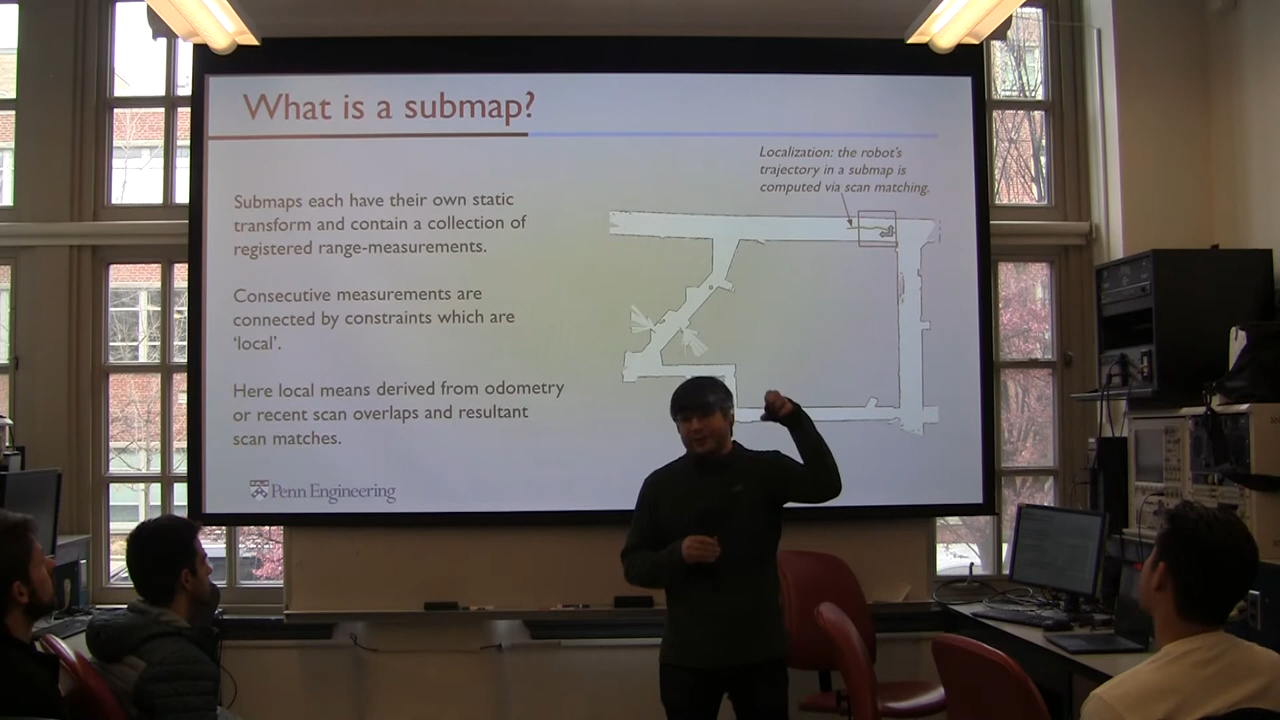 What is a submap?
Localization: the robot's
trajectory in a submap is
computed via scan matching.
Submaps each have their own static
transform and contain a collection of
registered range-measurements.
Consecutive measurements are
connected by constraints which are
'local'.
Here local means derived from odometry
or recent scan overlaps and resultant
scan matches.
Penn Engineering